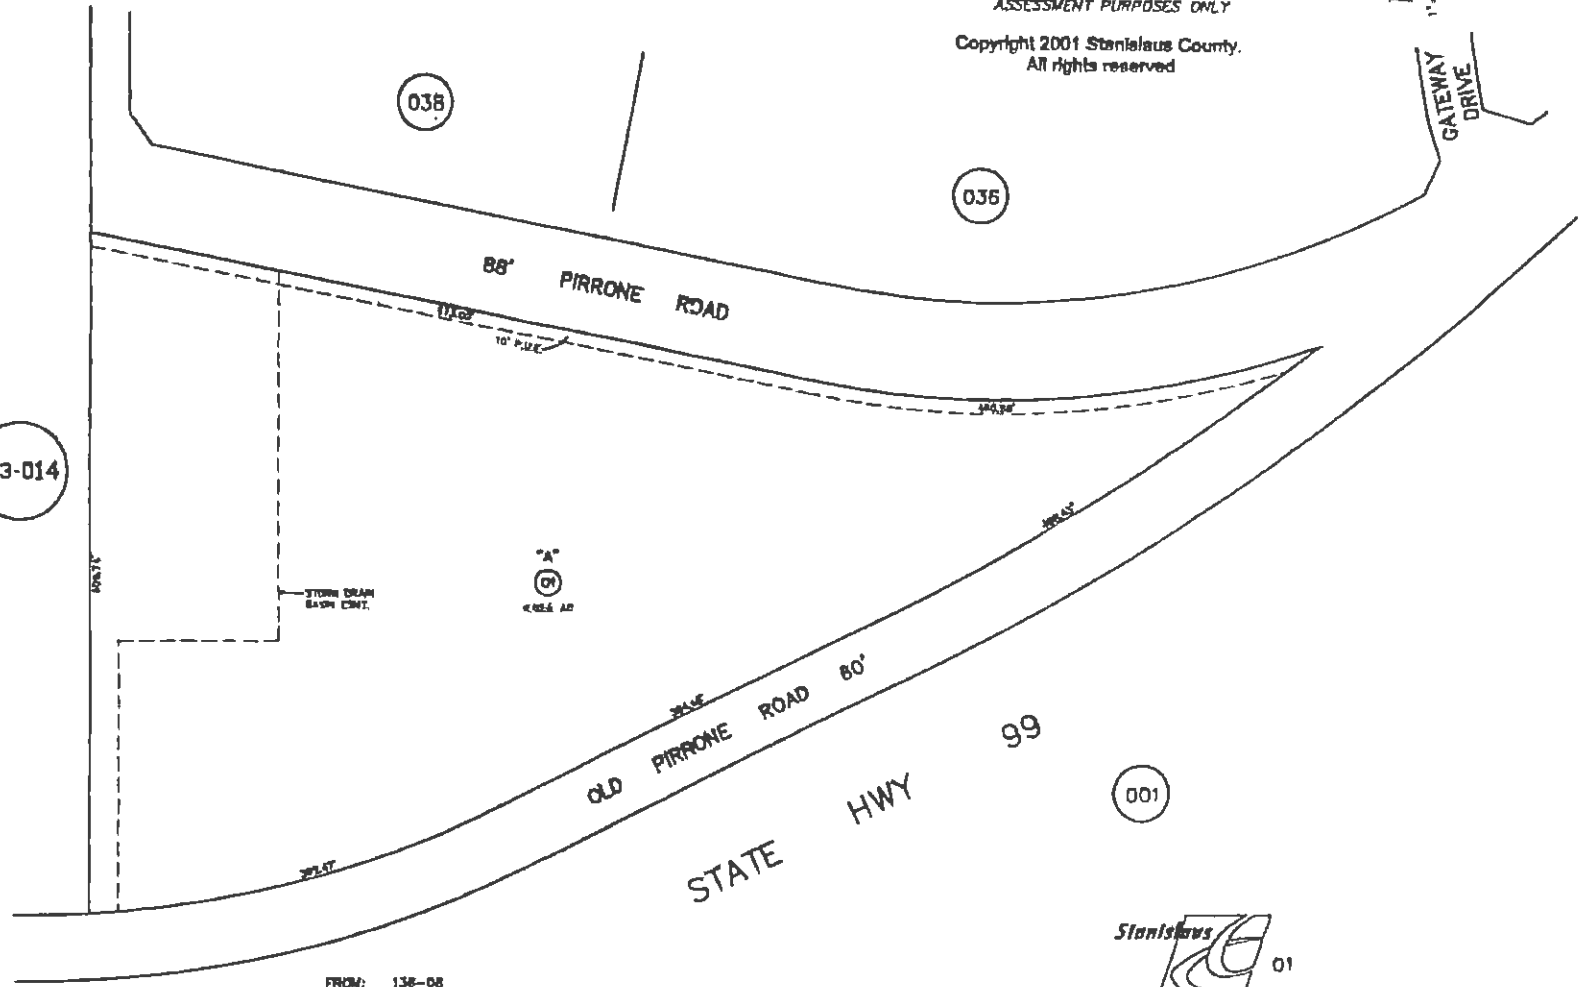 ASSESSMENT PURPOSES ONLY
Copyright 2001 Stanislaus County.
All rights reserved
GATEWAY
DRIVE
038
036
88' PIRRONE ROAD
10' P.U.E.
3-014
"A"
01
STORM DRAIN
BASIN ESMT.
OLD PIRRONE ROAD 80'
STATE HWY 99
001
Stanislaus
01
FROM: 136-08